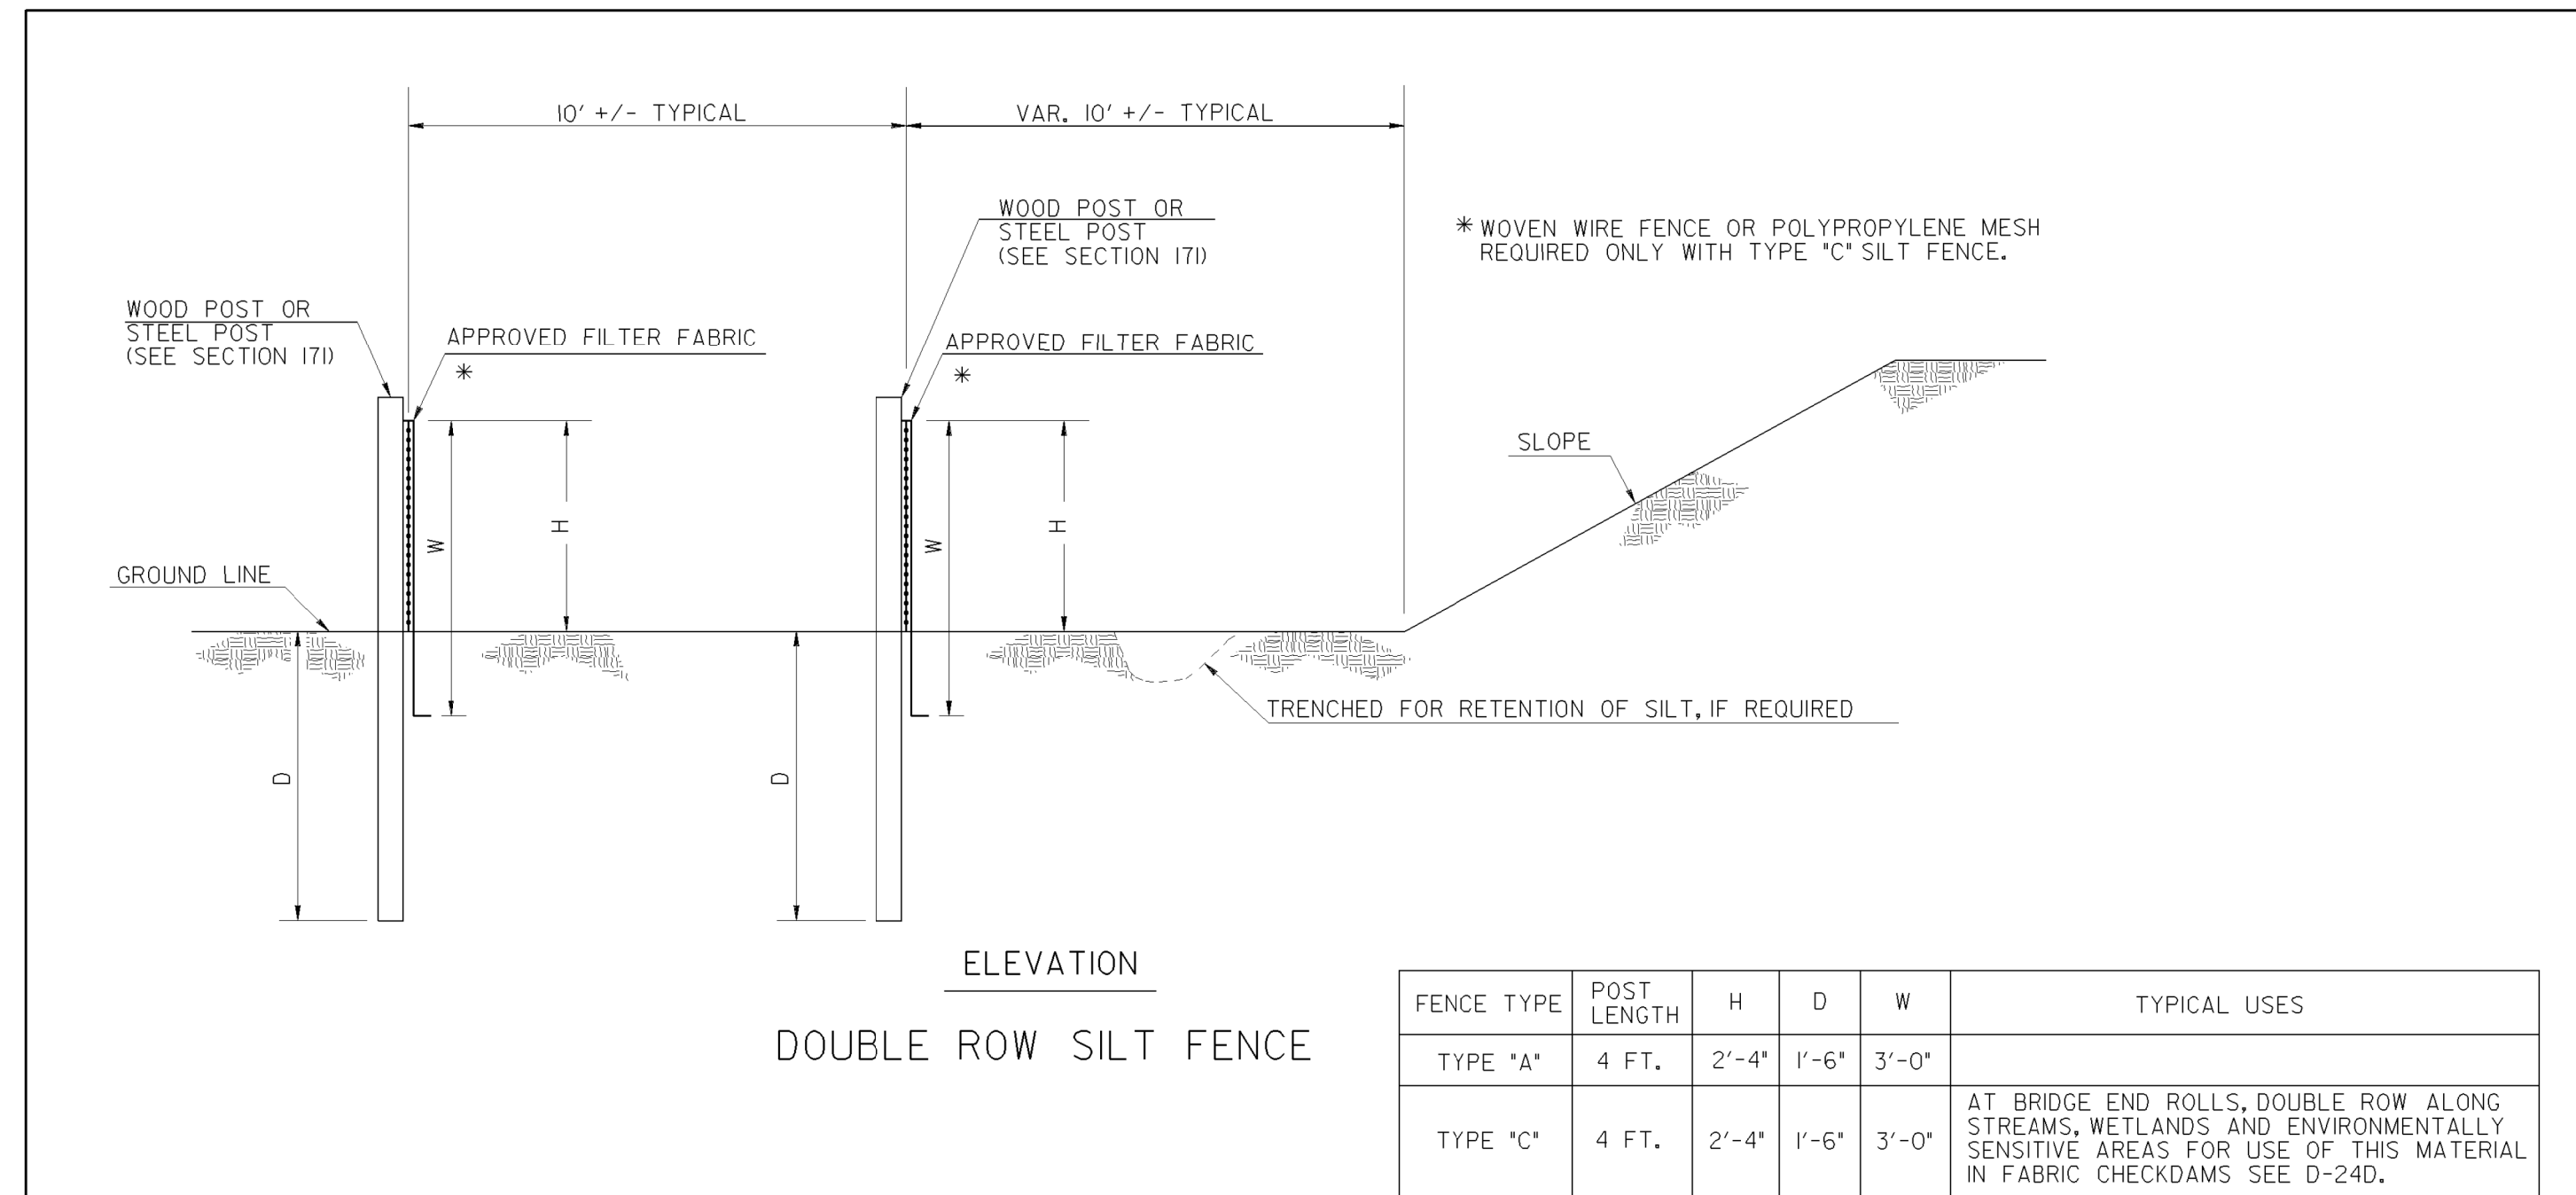 10' +/- TYPICAL
VAR. 10' +/- TYPICAL
WOOD POST OR
STEEL POST
(SEE SECTION 171)
* WOVEN WIRE FENCE OR POLYPROPYLENE MESH
REQUIRED ONLY WITH TYPE "C" SILT FENCE.
WOOD POST OR
STEEL POST
(SEE SECTION 171)
APPROVED FILTER FABRIC
*
APPROVED FILTER FABRIC
*
SLOPE
W
H
W
H
GROUND LINE
TRENCHED FOR RETENTION OF SILT, IF REQUIRED
D
D
ELEVATION
DOUBLE ROW SILT FENCE
FENCE TYPE
POST
LENGTH
H
D
W
TYPICAL USES
TYPE "A"
4 FT.
2'-4"
1'-6"
3'-0"
TYPE "C"
4 FT.
2'-4"
1'-6"
3'-0"
AT BRIDGE END ROLLS, DOUBLE ROW ALONG
STREAMS, WETLANDS AND ENVIRONMENTALLY
SENSITIVE AREAS FOR USE OF THIS MATERIAL
IN FABRIC CHECKDAMS SEE D-24D.